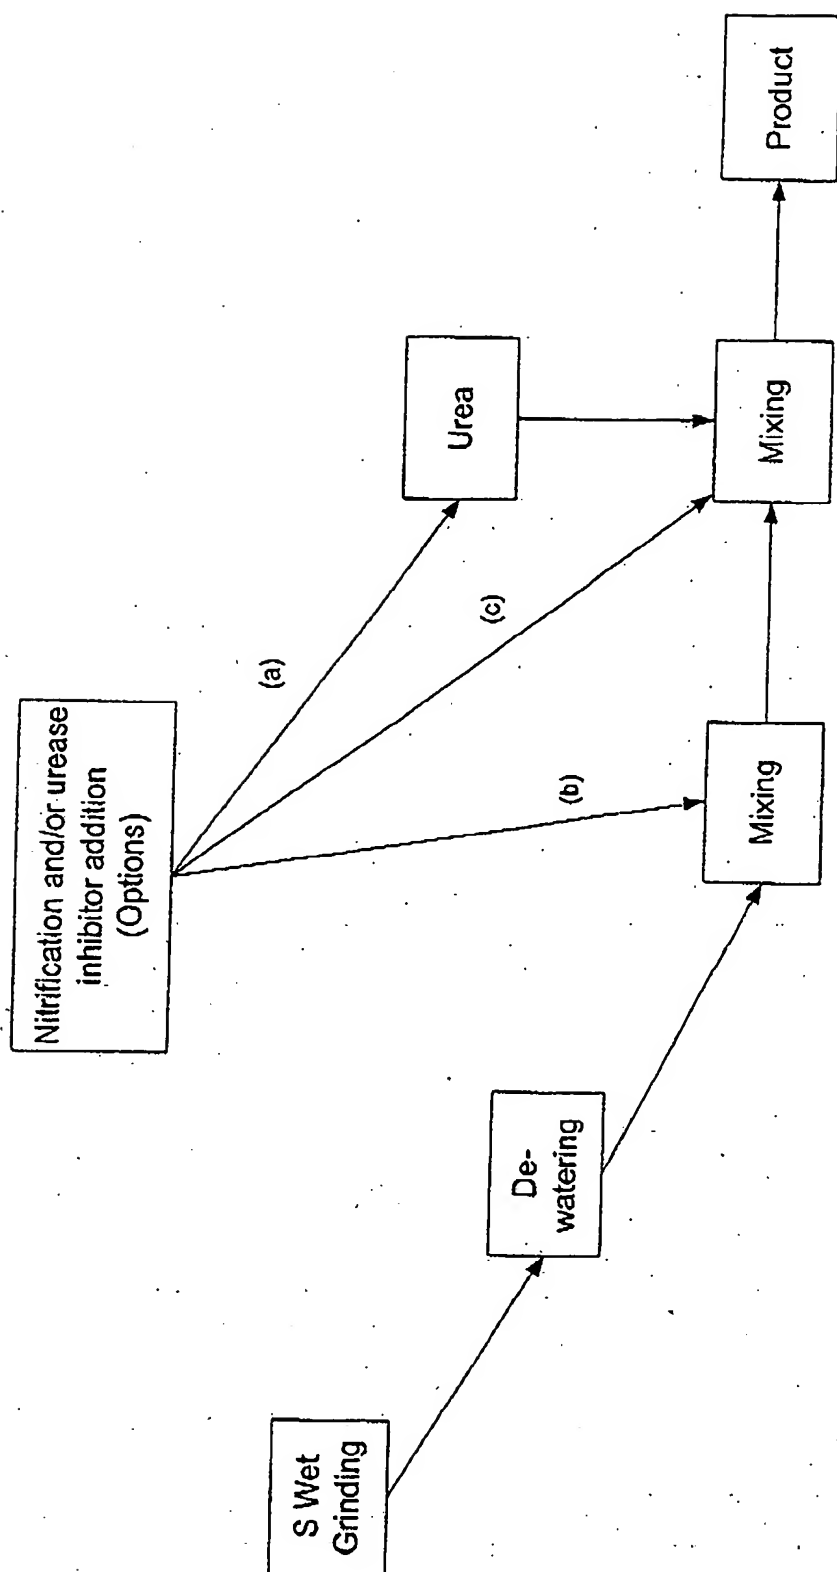 Nitrification and/or urease
inhibitor addition
(Options)
(a)
(c)
(b)
Urea
S Wet
Grinding
De-
watering
Mixing
Mixing
Product